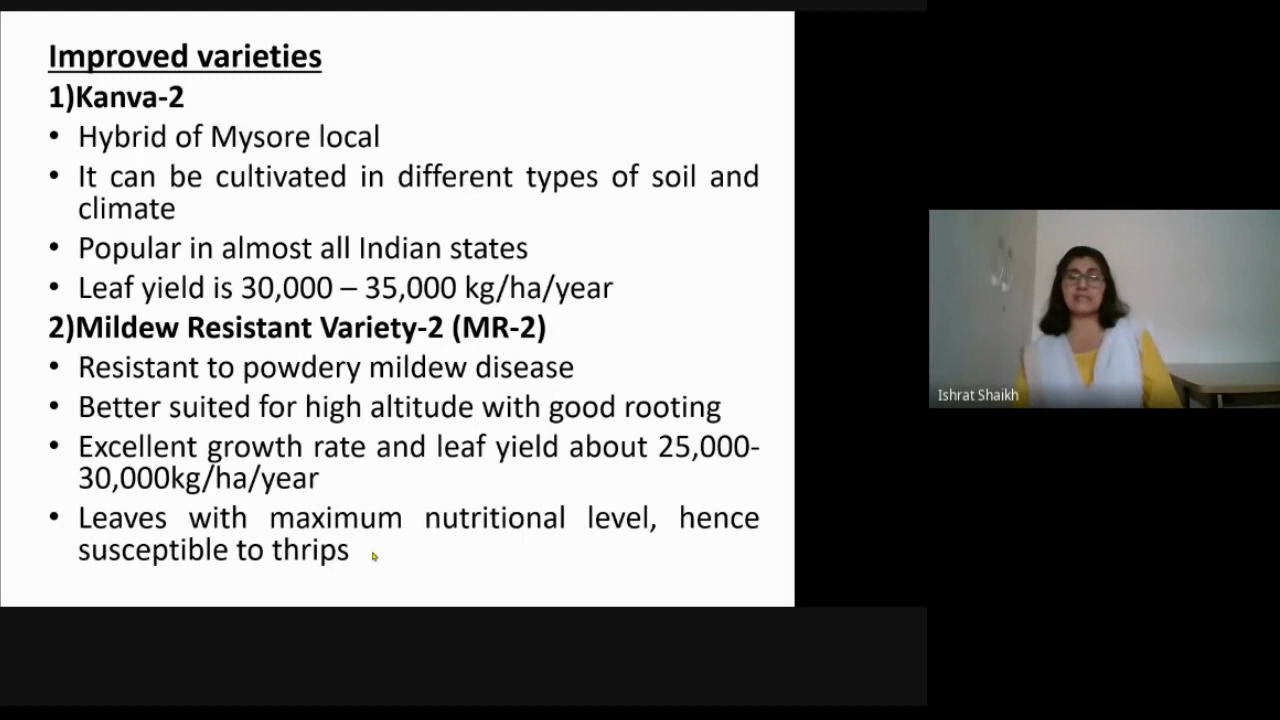 Improved varieties
1)Kanva-2
• Hybrid of Mysore local
• It can be cultivated in different types of soil and
climate
• Popular in almost all Indian states
• Leaf yield is 30,000 – 35,000 kg/ha/year
2)Mildew Resistant Variety-2 (MR-2)
• Resistant to powdery mildew disease
• Better suited for high altitude with good rooting
• Excellent growth rate and leaf yield about 25,000-
30,000kg/ha/year
• Leaves with maximum nutritional level, hence
susceptible to thrips
Ishrat Shaikh